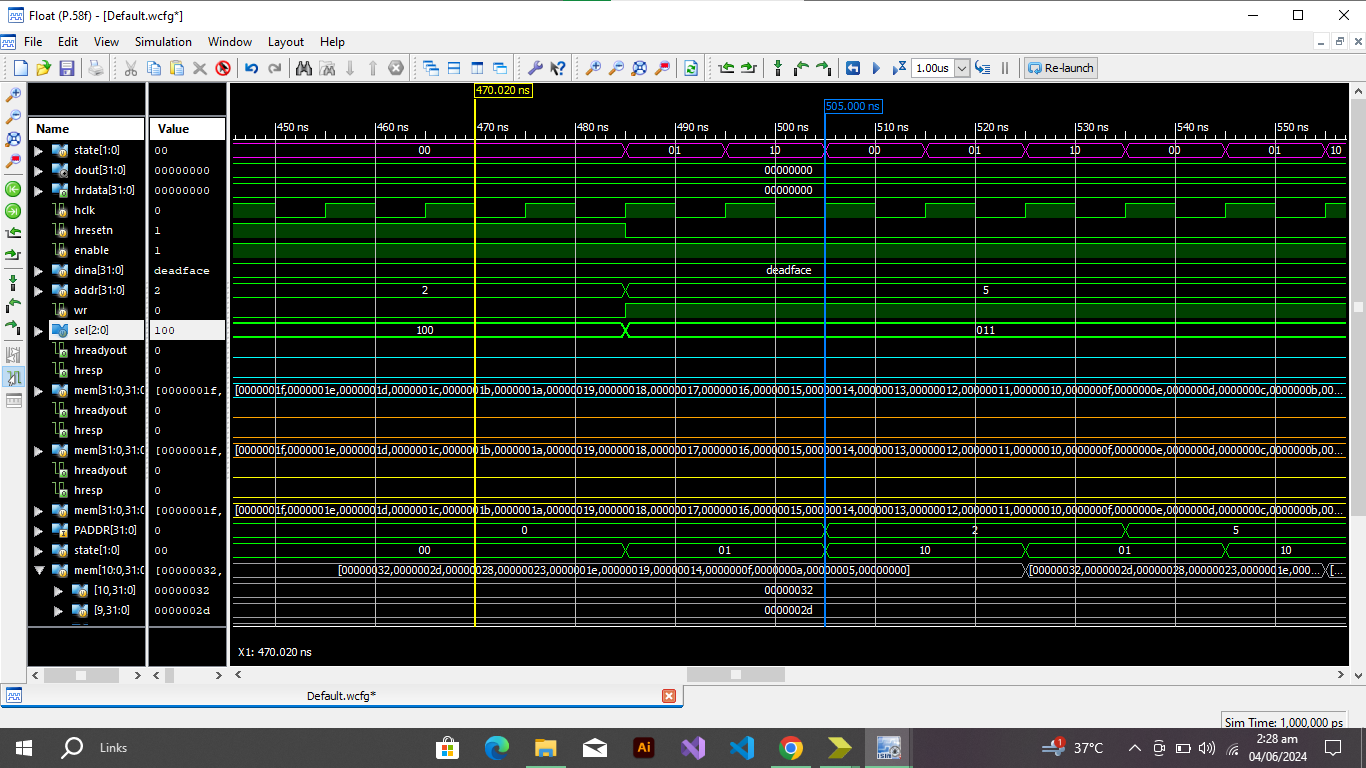 Float (P.58f) - [Default.wcfg*]
File Edit View Simulation Window Layout Help
1.00us Re-launch
470.020 ns
505.000 ns
Name Value
450 ns 460 ns 470 ns 480 ns 490 ns 500 ns 510 ns 520 ns 530 ns 540 ns 550 ns
state[1:0] 00 00 01 10 00 01 10 00 01 10
dout[31:0] 00000000 00000000
hrdata[31:0] 00000000 00000000
hclk 0
hresetn 1
enable 1
dina[31:0] deadface deadface
addr[31:0] 2 2 5
wr 0
sel[2:0] 100 100 011
hreadyout 0
hresp 0
mem[31:0,31:0 [0000001f, [0000001f,0000001e,0000001d,0000001c,0000001b,0000001a,00000019,00000018,00000017,00000016,00000015,00000014,00000013,00000012,00000011,00000010,0000000f,0000000e,0000000d,0000000c,0000000b,00...
hreadyout 0
hresp 0
mem[31:0,31:0 [0000001f, [0000001f,0000001e,0000001d,0000001c,0000001b,0000001a,00000019,00000018,00000017,00000016,00000015,00000014,00000013,00000012,00000011,00000010,0000000f,0000000e,0000000d,0000000c,0000000b,00...
hreadyout 0
hresp 0
mem[31:0,31:0 [0000001f, [0000001f,0000001e,0000001d,0000001c,0000001b,0000001a,00000019,00000018,00000017,00000016,00000015,00000014,00000013,00000012,00000011,00000010,0000000f,0000000e,0000000d,0000000c,0000000b,00...
PADDR[31:0] 0 0 2 5
state[1:0] 00 00 01 10 01 10
mem[10:0,31:0 [00000032, [00000032,0000002d,00000028,00000023,0000001e,00000019,00000014,0000000f,0000000a,00000005,00000000] [00000032,0000002d,00000028,00000023,0000001e,000... [...
[10,31:0] 00000032 00000032
[9,31:0] 0000002d 0000002d
X1: 470.020 ns
Default.wcfg*
Sim Time: 1,000,000 ps
Links
Ai
1
37°C
ISIM
2:28 am
04/06/2024